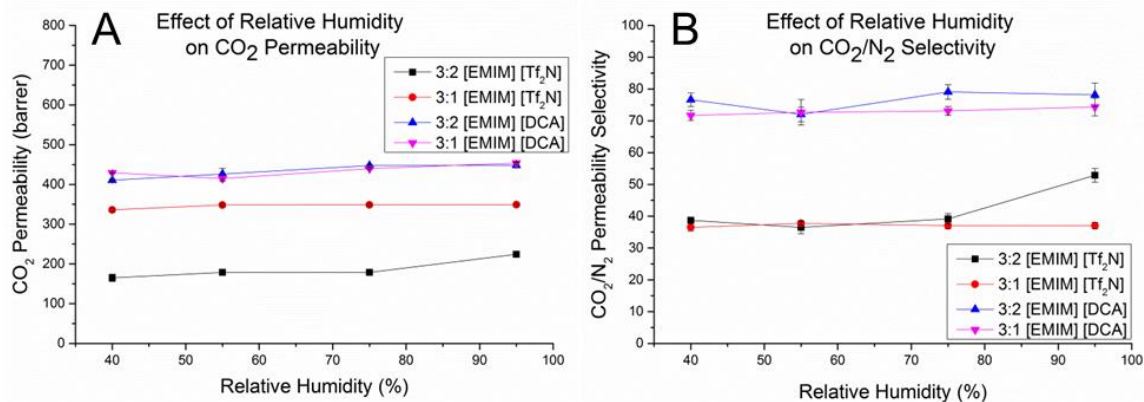 A
Effect of Relative Humidity
on CO₂ Permeability
CO₂ Permeability (barrer)
800
700
600
500
400
300
200
100
0
3:2 [EMIM] [Tf₂N]
3:1 [EMIM] [Tf₂N]
3:2 [EMIM] [DCA]
3:1 [EMIM] [DCA]
40 50 60 70 80 90 100
Relative Humidity (%)
B
Effect of Relative Humidity
on CO₂/N₂ Selectivity
CO₂/N₂ Permeability Selectivity
100
90
80
70
60
50
40
30
20
10
0
3:2 [EMIM] [Tf₂N]
3:1 [EMIM] [Tf₂N]
3:2 [EMIM] [DCA]
3:1 [EMIM] [DCA]
40 50 60 70 80 90 100
Relative Humidity (%)